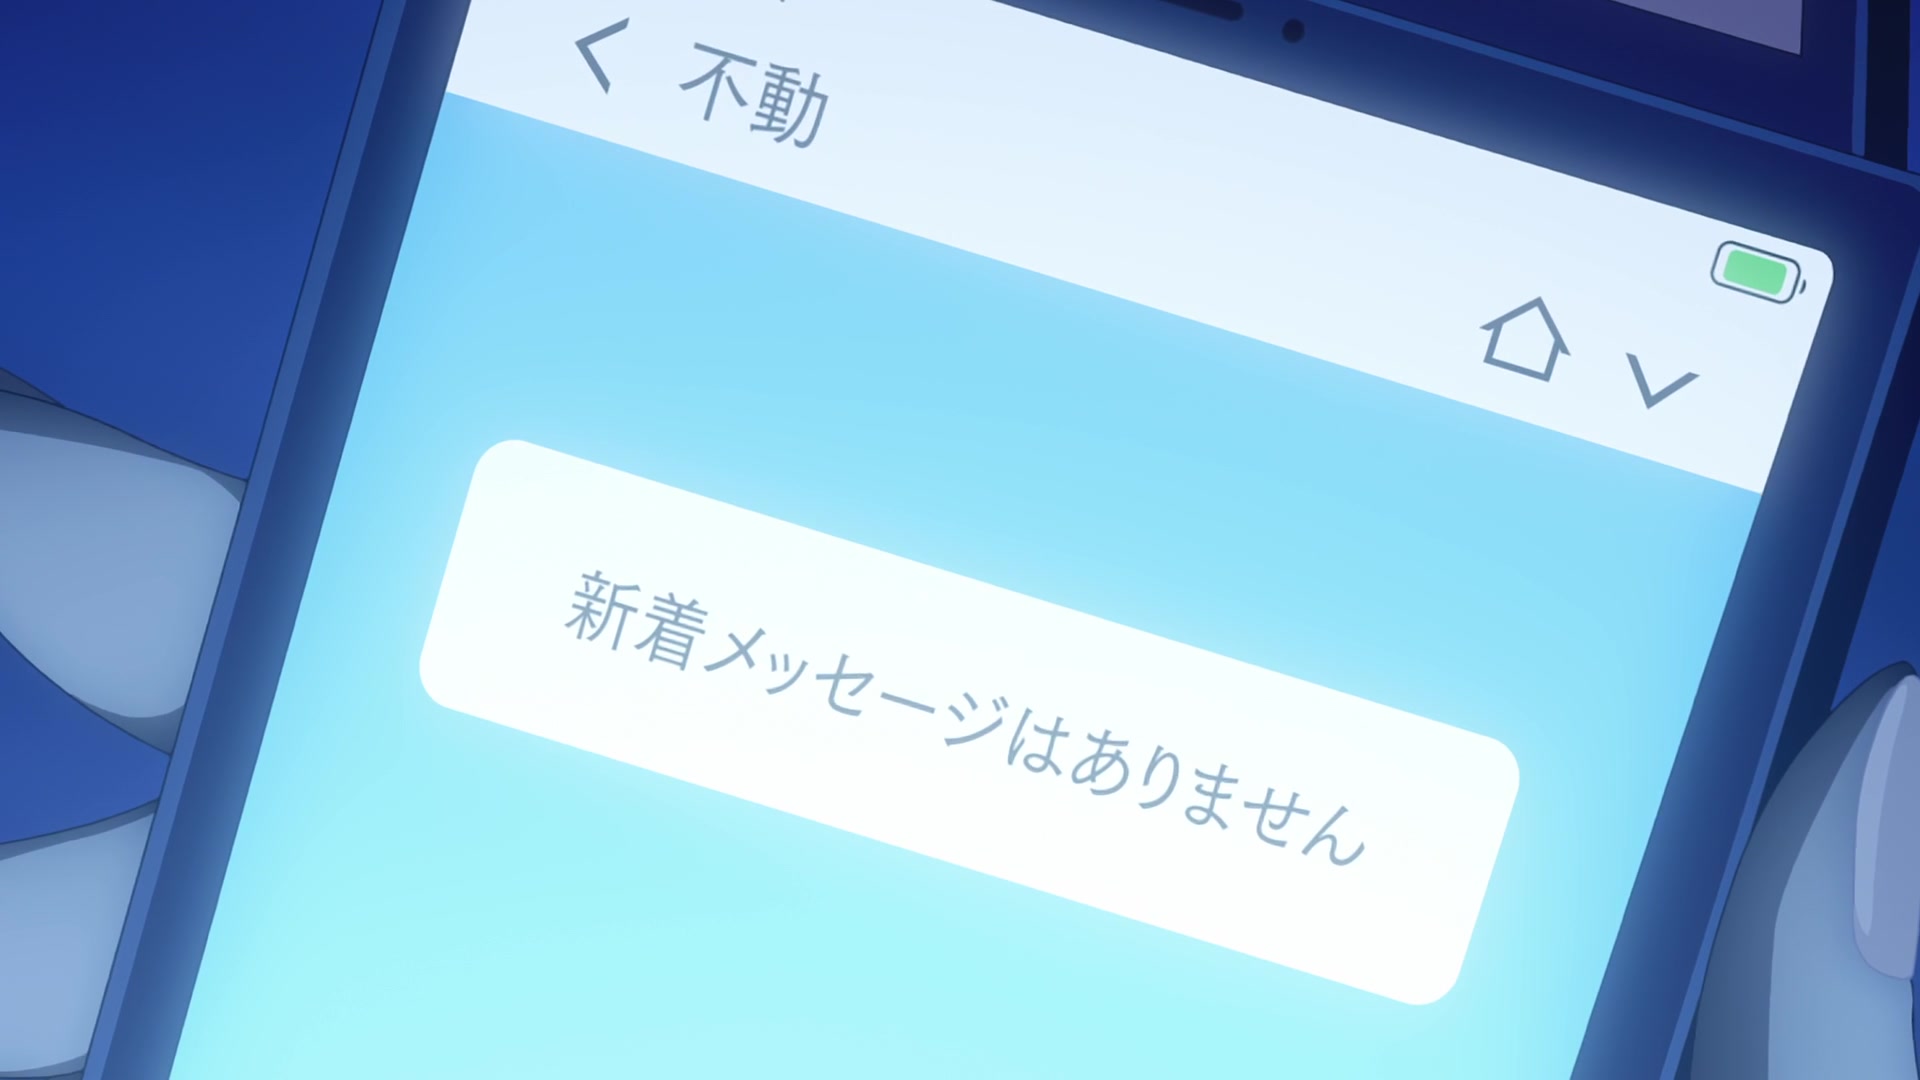 不動
新着メッセージはありません